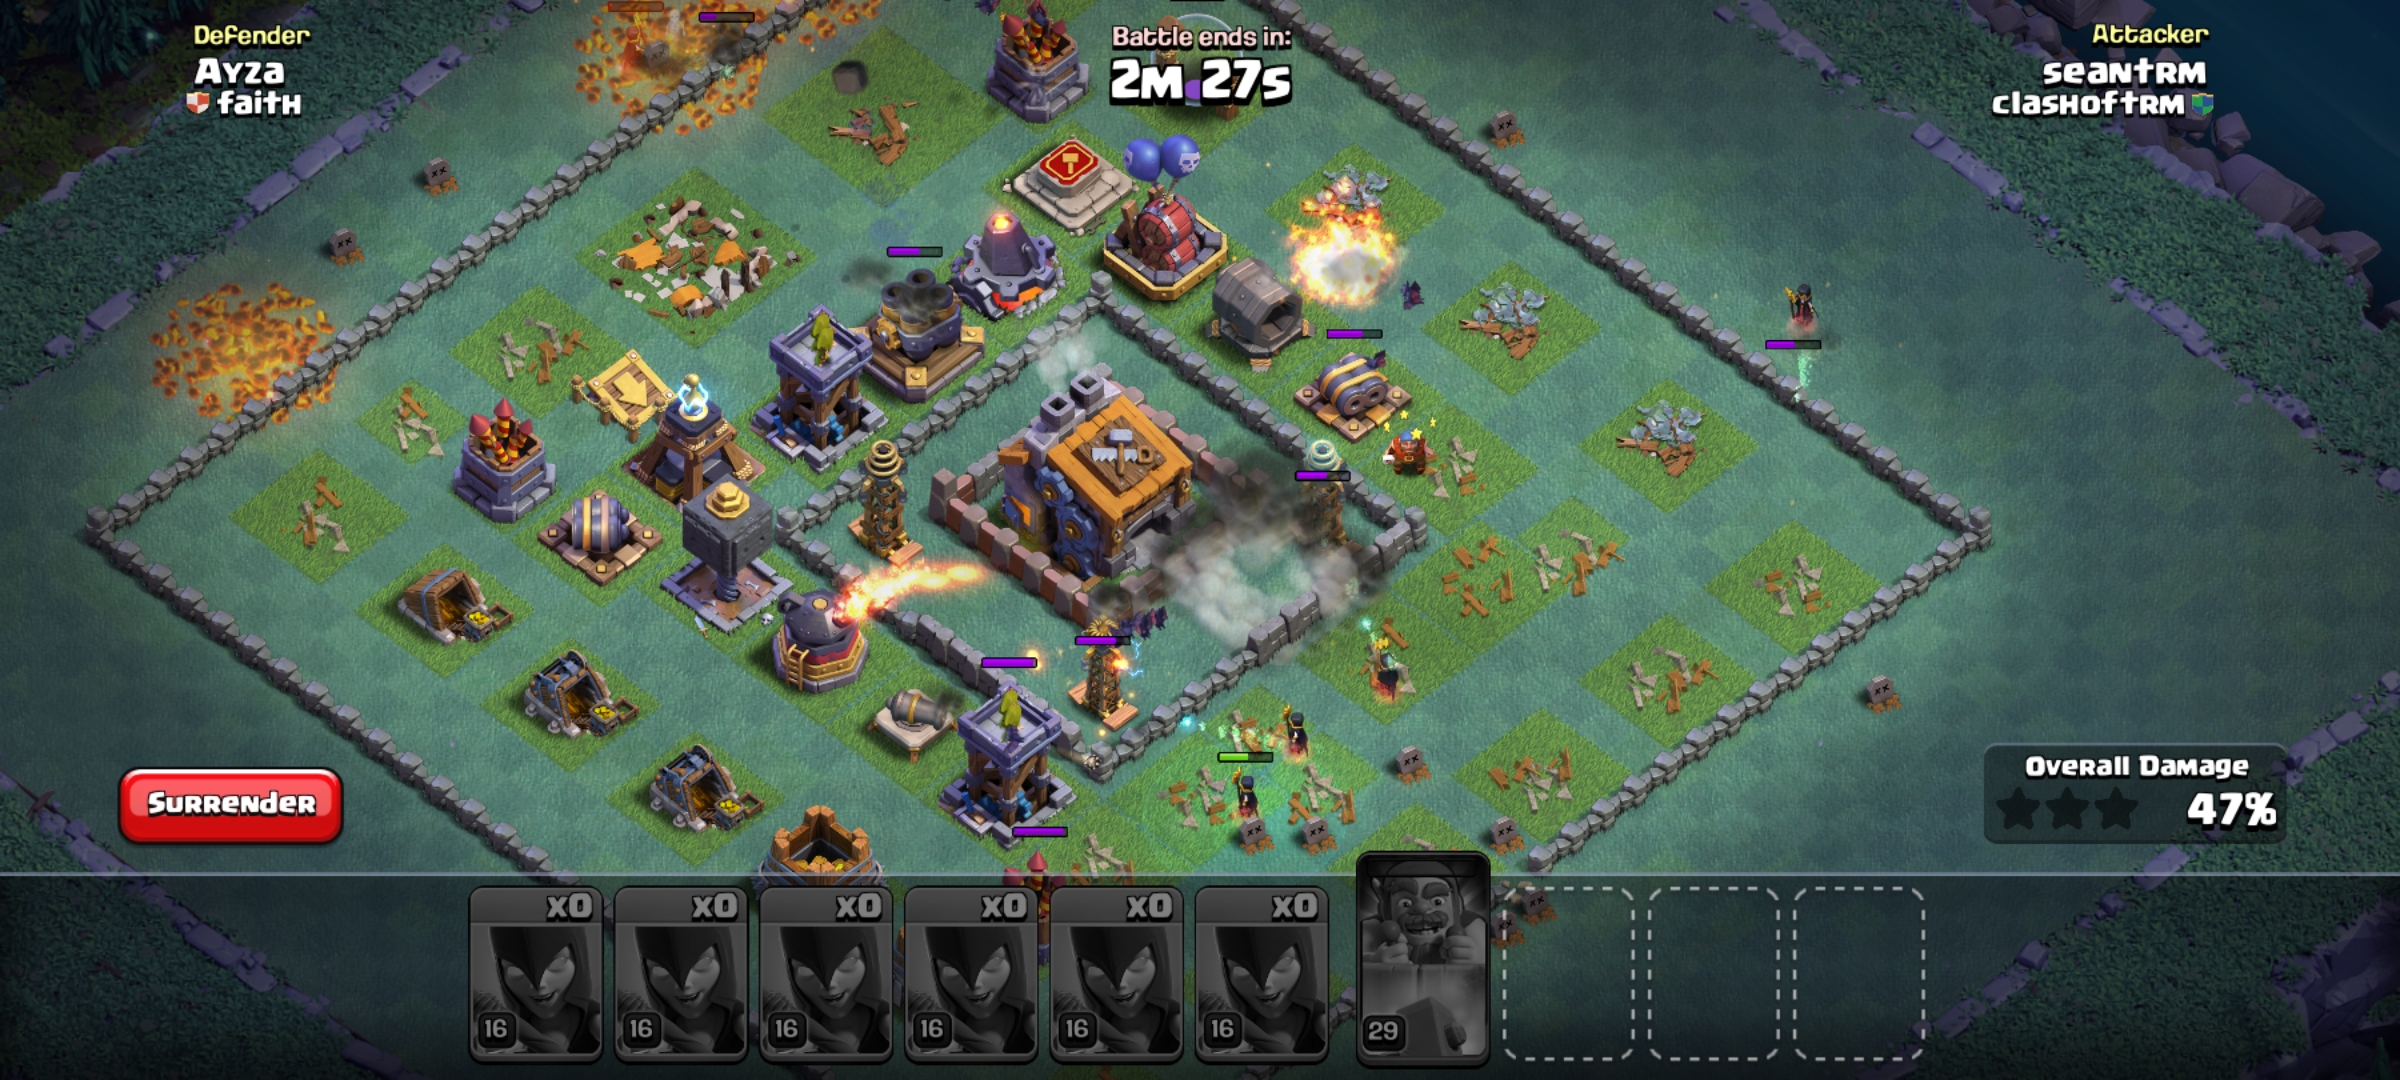 Defender
Ayza
faith
Battle ends in:
2M 27s
Attacker
seantrm
clashoftrm
Surrender
Overall Damage
47%
x0 x0 x0 x0 x0 x0
16 16 16 16 16 16 29